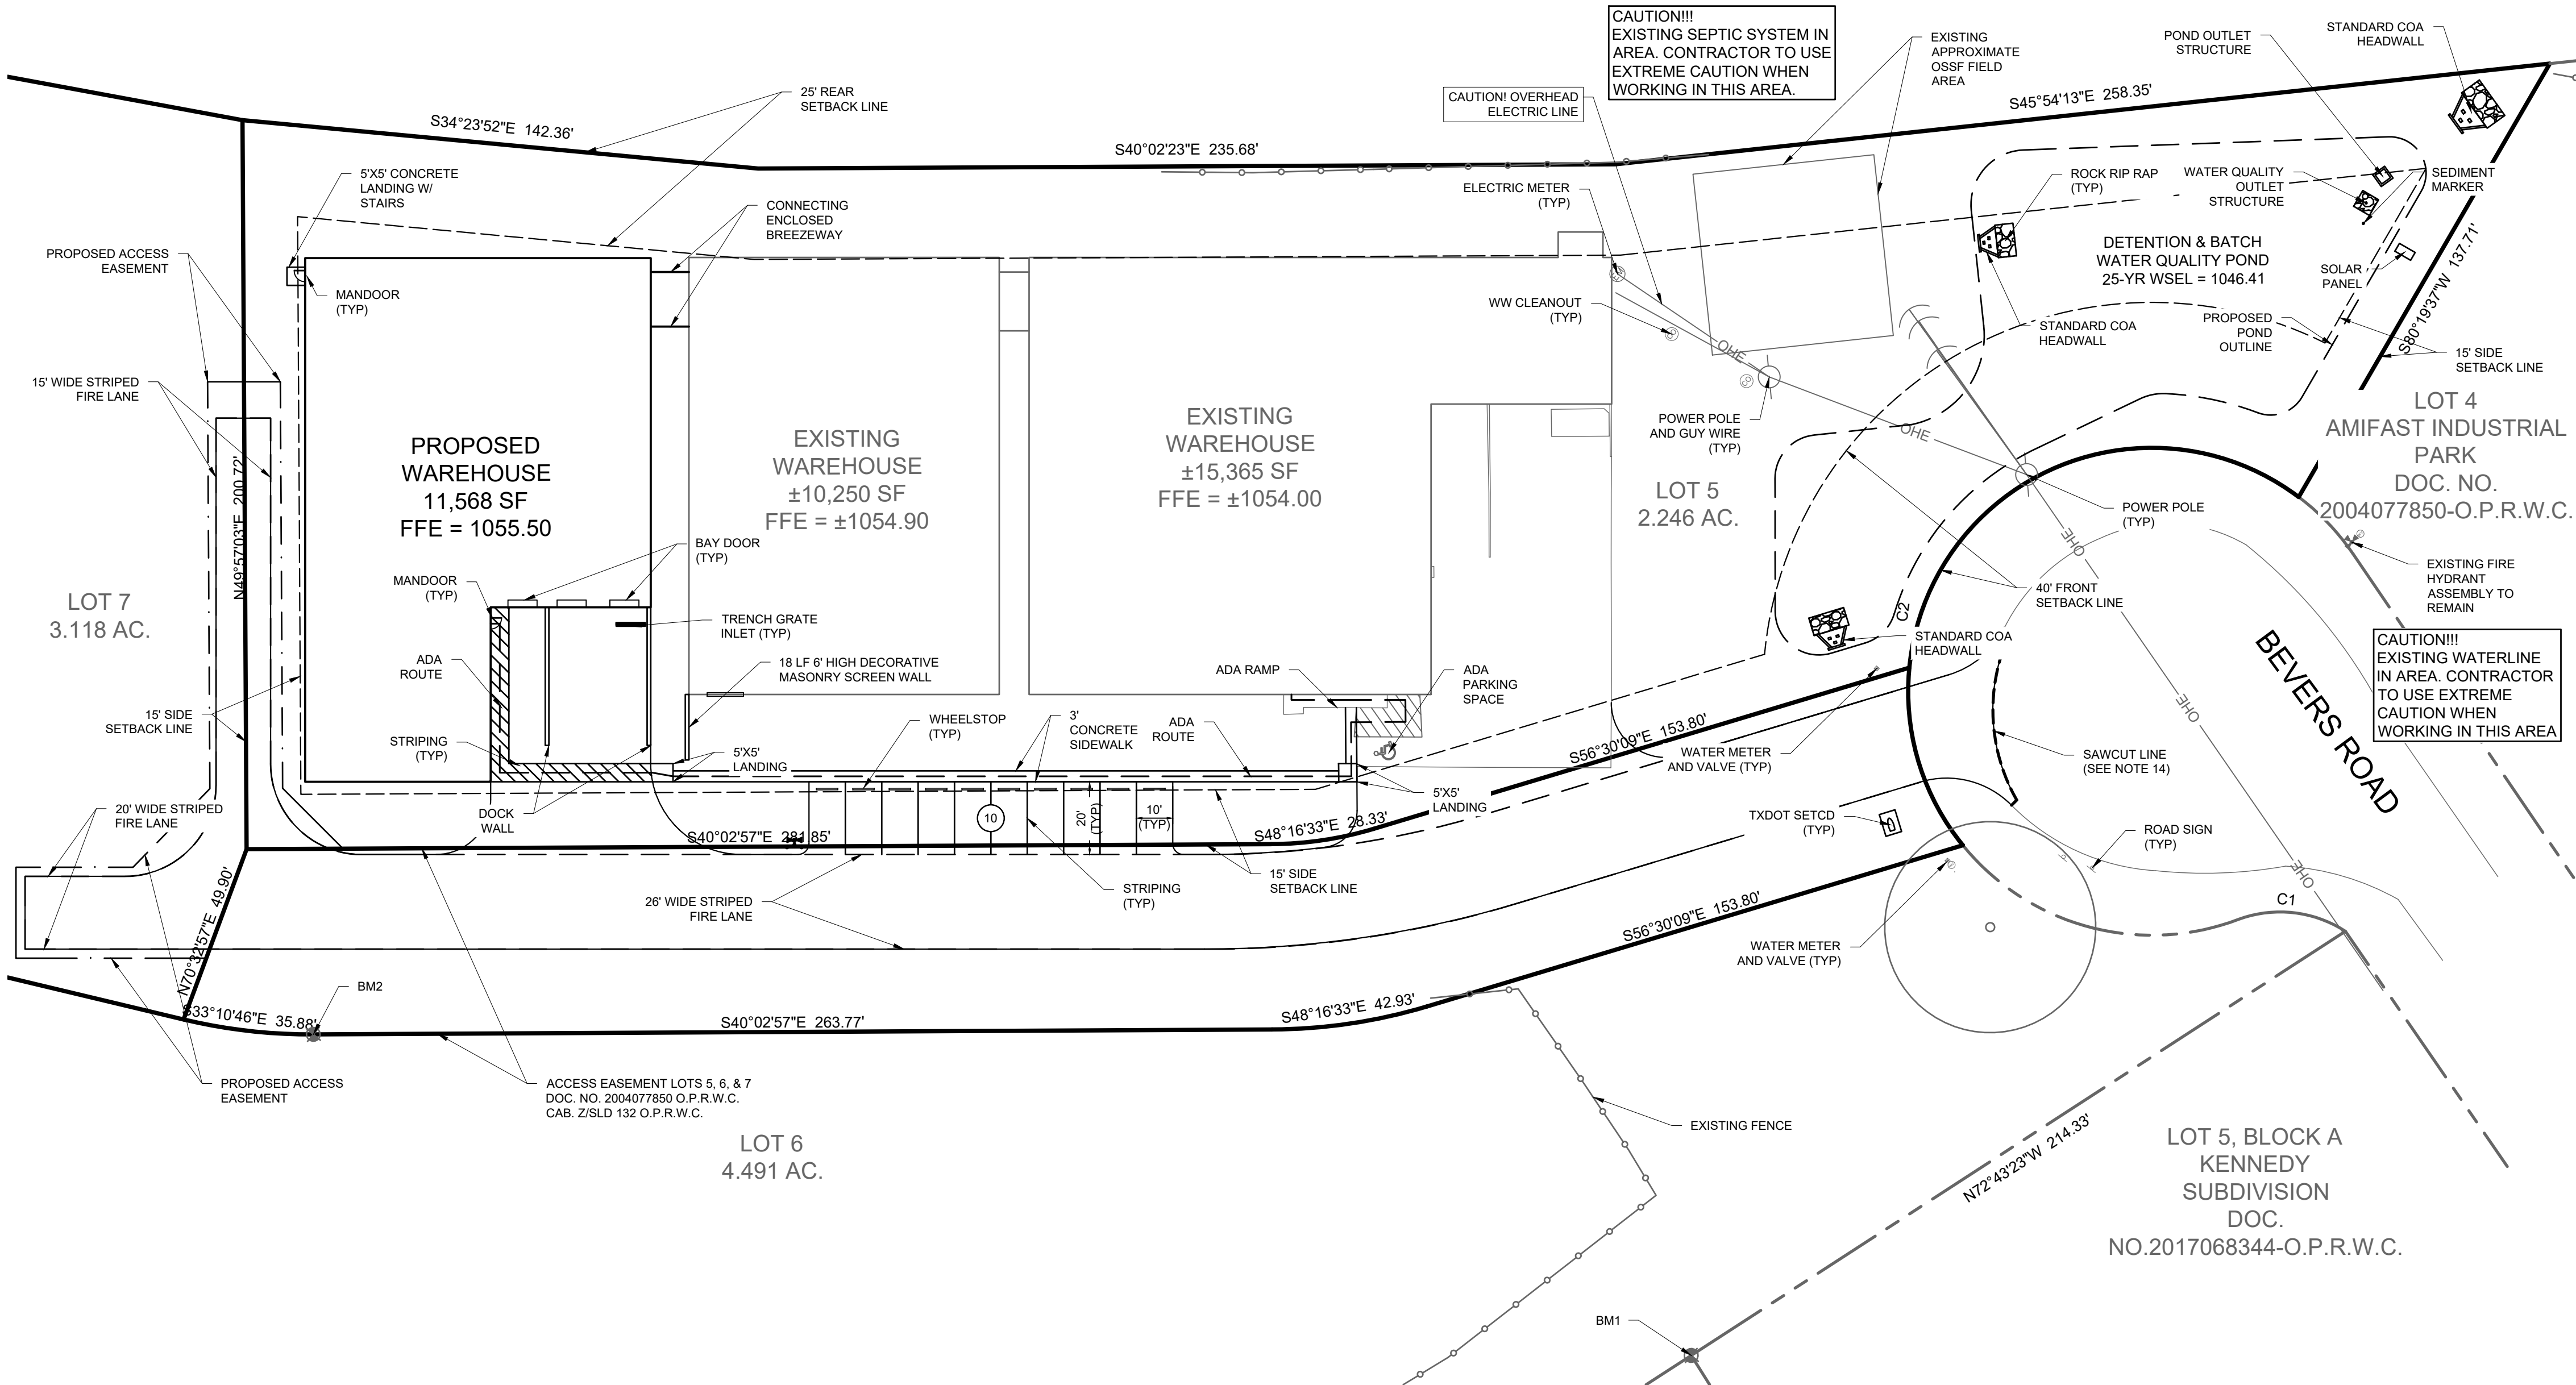 CAUTION!!!
EXISTING SEPTIC SYSTEM IN
AREA. CONTRACTOR TO USE
EXTREME CAUTION WHEN
WORKING IN THIS AREA.
EXISTING
APPROXIMATE
OSSF FIELD
AREA
POND OUTLET
STRUCTURE
STANDARD COA
HEADWALL
25' REAR
SETBACK LINE
CAUTION! OVERHEAD
ELECTRIC LINE
S45°54'13"E 258.35'
S34°23'52"E 142.36'
S40°02'23"E 235.68'
5'X5' CONCRETE
LANDING W/
STAIRS
CONNECTING
ENCLOSED
BREEZEWAY
ELECTRIC METER
(TYP)
ROCK RIP RAP
(TYP)
WATER QUALITY
OUTLET
STRUCTURE
SEDIMENT
MARKER
PROPOSED ACCESS
EASEMENT
MANDOOR
(TYP)
WW CLEANOUT
(TYP)
DETENTION & BATCH
WATER QUALITY POND
25-YR WSEL = 1046.41
SOLAR
PANEL
S80°19'37"W 137.71'
STANDARD COA
HEADWALL
PROPOSED
POND
OUTLINE
15' SIDE
SETBACK LINE
OHE
15' WIDE STRIPED
FIRE LANE
PROPOSED
WAREHOUSE
11,568 SF
FFE = 1055.50
EXISTING
WAREHOUSE
±10,250 SF
FFE = ±1054.90
EXISTING
WAREHOUSE
±15,365 SF
FFE = ±1054.00
POWER POLE
AND GUY WIRE
(TYP)
OHE
LOT 4
AMIFAST INDUSTRIAL
PARK
DOC. NO.
2004077850-O.P.R.W.C.
LOT 5
2.246 AC.
POWER POLE
(TYP)
N49°57'03"E 200.72'
BAY DOOR
(TYP)
OHE
MANDOOR
(TYP)
EXISTING FIRE
HYDRANT
ASSEMBLY TO
REMAIN
LOT 7
3.118 AC.
40' FRONT
SETBACK LINE
C2
TRENCH GRATE
INLET (TYP)
STANDARD COA
HEADWALL
CAUTION!!!
EXISTING WATERLINE
IN AREA. CONTRACTOR
TO USE EXTREME
CAUTION WHEN
WORKING IN THIS AREA
ADA
ROUTE
18 LF 6' HIGH DECORATIVE
MASONRY SCREEN WALL
ADA RAMP
ADA
PARKING
SPACE
BEVERS ROAD
OHE
15' SIDE
SETBACK LINE
WHEELSTOP
(TYP)
3'
CONCRETE
SIDEWALK
ADA
ROUTE
S56°30'09"E 153.80'
STRIPING
(TYP)
5'X5'
LANDING
WATER METER
AND VALVE (TYP)
SAWCUT LINE
(SEE NOTE 14)
20' WIDE STRIPED
FIRE LANE
DOCK
WALL
10
20'
(TYP)
10'
(TYP)
5'X5'
LANDING
TXDOT SETCD
(TYP)
S40°02'57"E 281.85'
S48°16'33"E 28.33'
ROAD SIGN
(TYP)
OHE
N70°32'57"E 49.90'
26' WIDE STRIPED
FIRE LANE
STRIPING
(TYP)
15' SIDE
SETBACK LINE
S56°30'09"E 153.80'
C1
WATER METER
AND VALVE (TYP)
BM2
S33°10'46"E 35.88'
S40°02'57"E 263.77'
S48°16'33"E 42.93'
PROPOSED ACCESS
EASEMENT
ACCESS EASEMENT LOTS 5, 6, & 7
DOC. NO. 2004077850 O.P.R.W.C.
CAB. Z/SLD 132 O.P.R.W.C.
EXISTING FENCE
LOT 6
4.491 AC.
N72°43'23"W 214.33'
LOT 5, BLOCK A
KENNEDY
SUBDIVISION
DOC.
NO.2017068344-O.P.R.W.C.
BM1